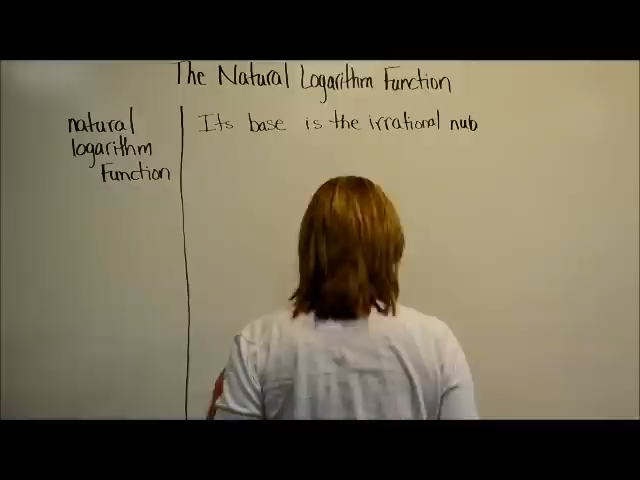 The Natural Logarithm Function
natural
logarithm
Function
Its base is the irrational nub